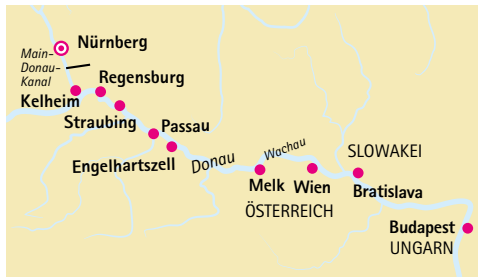 Nürnberg
Main-
Donau-
Kanal
Regensburg
Kelheim
Straubing
Passau
Engelhartszell
Donau
Wachau
SLOWAKEI
Melk
Wien
Bratislava
ÖSTERREICH
Budapest
UNGARN